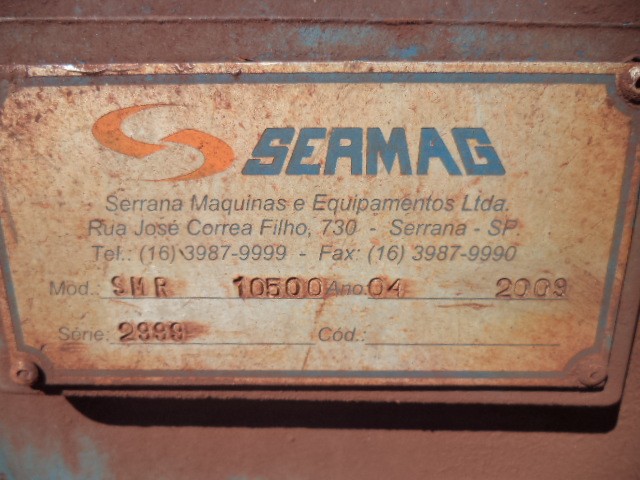 SERMAG
Serrana Maquinas e Equipamentos Ltda.
Rua José Correa Filho, 730 - Serrana - SP.
Tel.: (16) 3987-9999 - Fax: (16) 3987-9990
Mod.: SMR 10500 Ano: 04 2009
Série: 2999 Cód.: